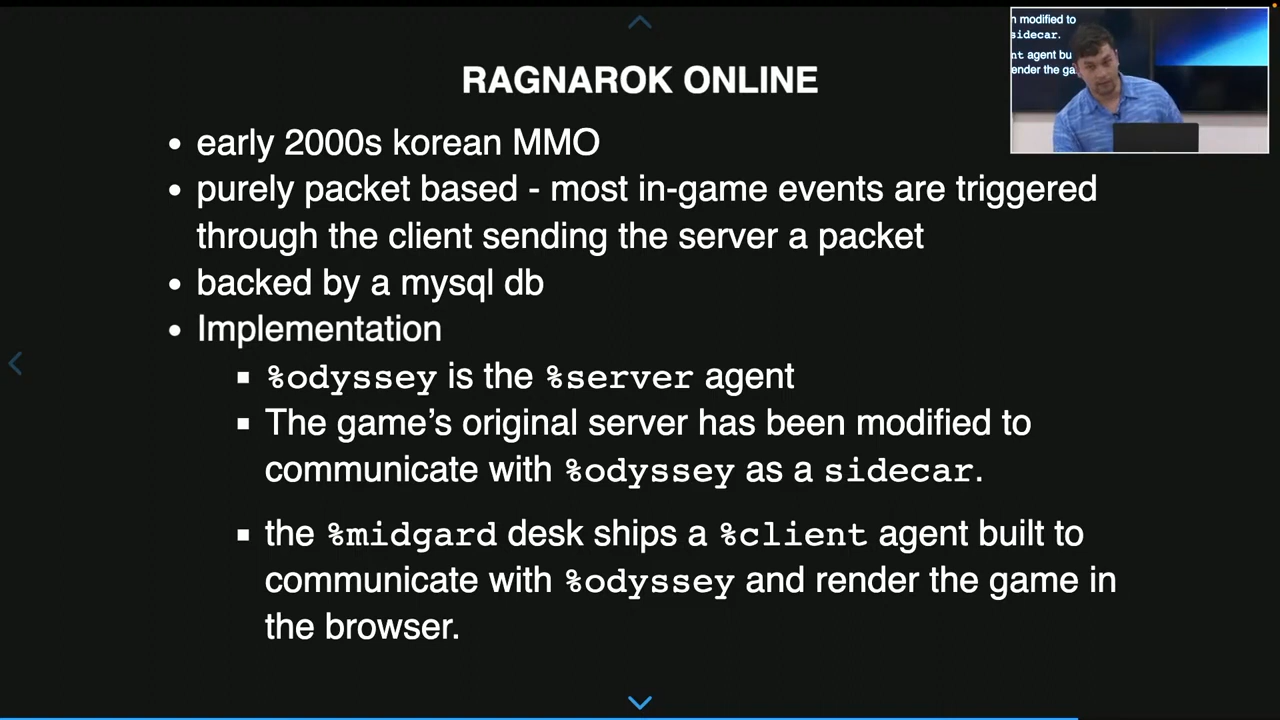 RAGNAROK ONLINE
early 2000s korean MMO
purely packet based - most in-game events are triggered
through the client sending the server a packet
backed by a mysql db
Implementation
%odyssey is the %server agent
The game’s original server has been modified to
communicate with %odyssey as a sidecar.
the %midgard desk ships a %client agent built to
communicate with %odyssey and render the game in
the browser.
n modified to
sidecar.
nt agent bu
ender the ga